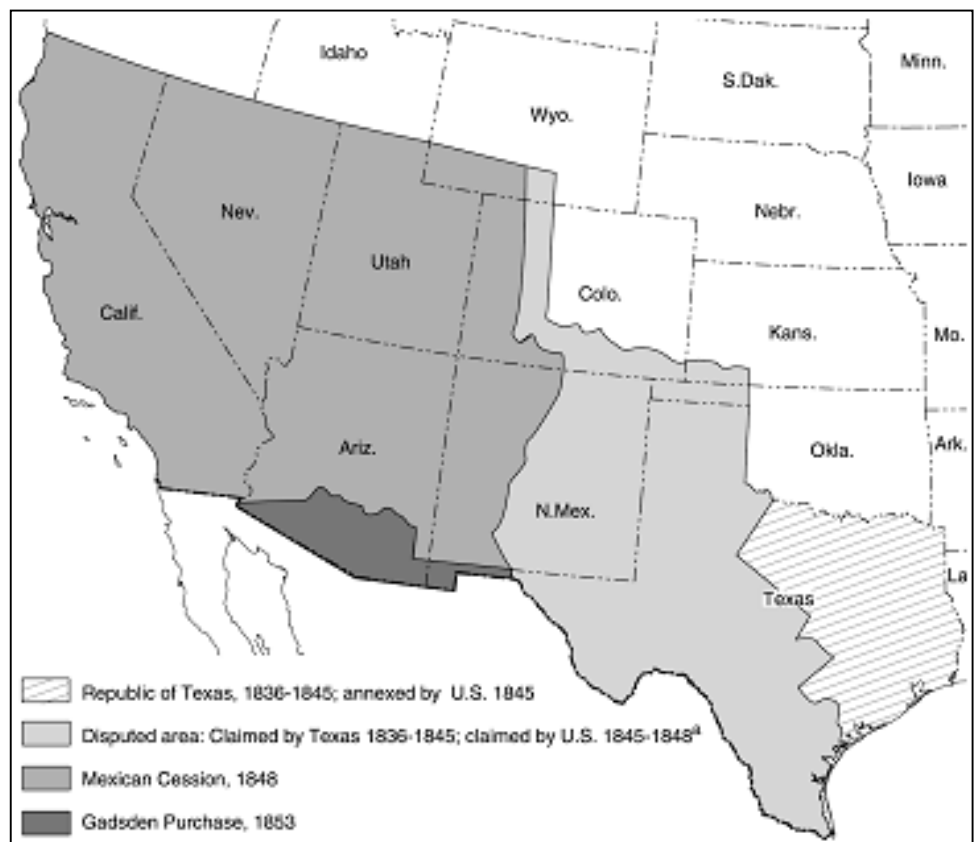 Idaho
Minn.
S.Dak.
Wyo.
Iowa
Nebr.
Nev.
Utah
Colo.
Calif.
Kans.
Mo.
Ariz.
Okla.
Ark.
N.Mex.
La
Texas
Republic of Texas, 1836-1845; annexed by U.S. 1845
Disputed area: Claimed by Texas 1836-1845; claimed by U.S. 1845-1848ª
Mexican Cession, 1848
Gadsden Purchase, 1853